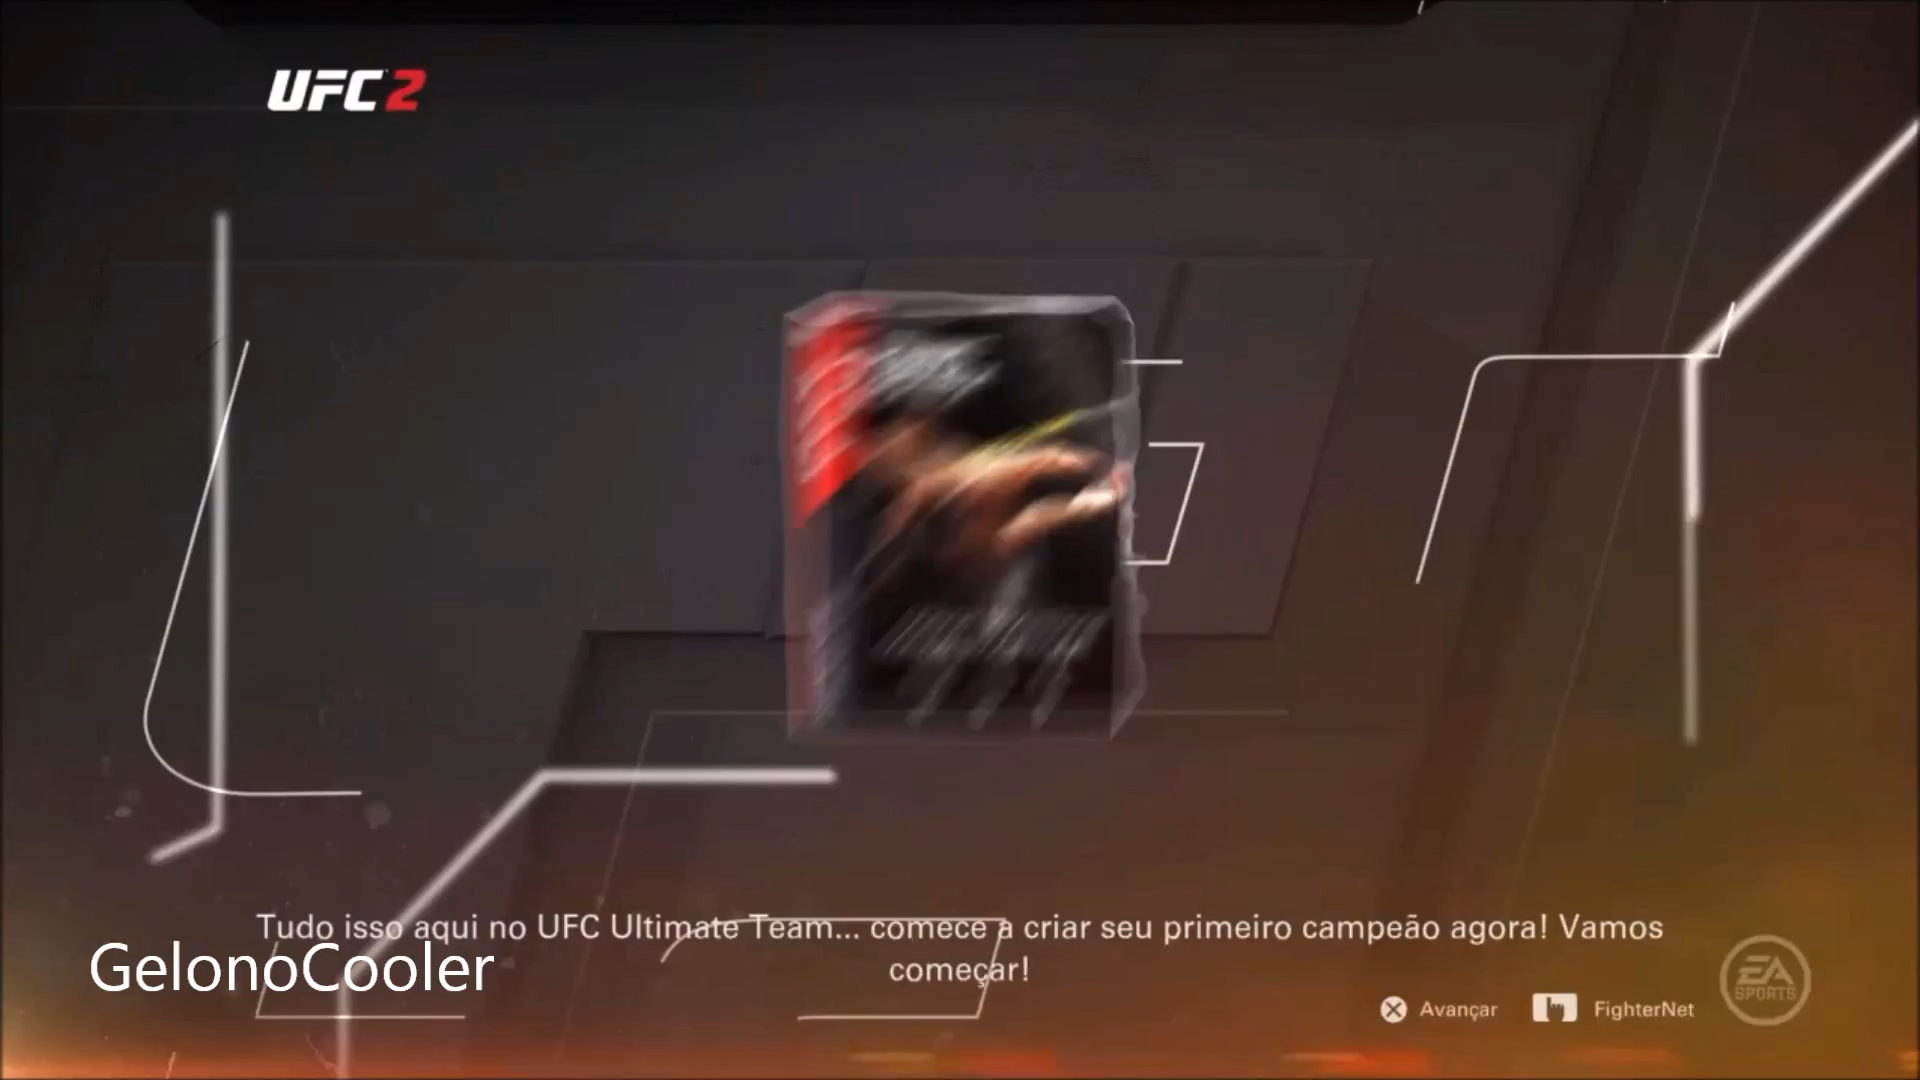 UFC 2
Tudo isso aqui no UFC Ultimate Team... comece a criar seu primeiro campeão agora! Vamos
começar!
GelonoCooler
Avançar
FighterNet
EA
SPORTS